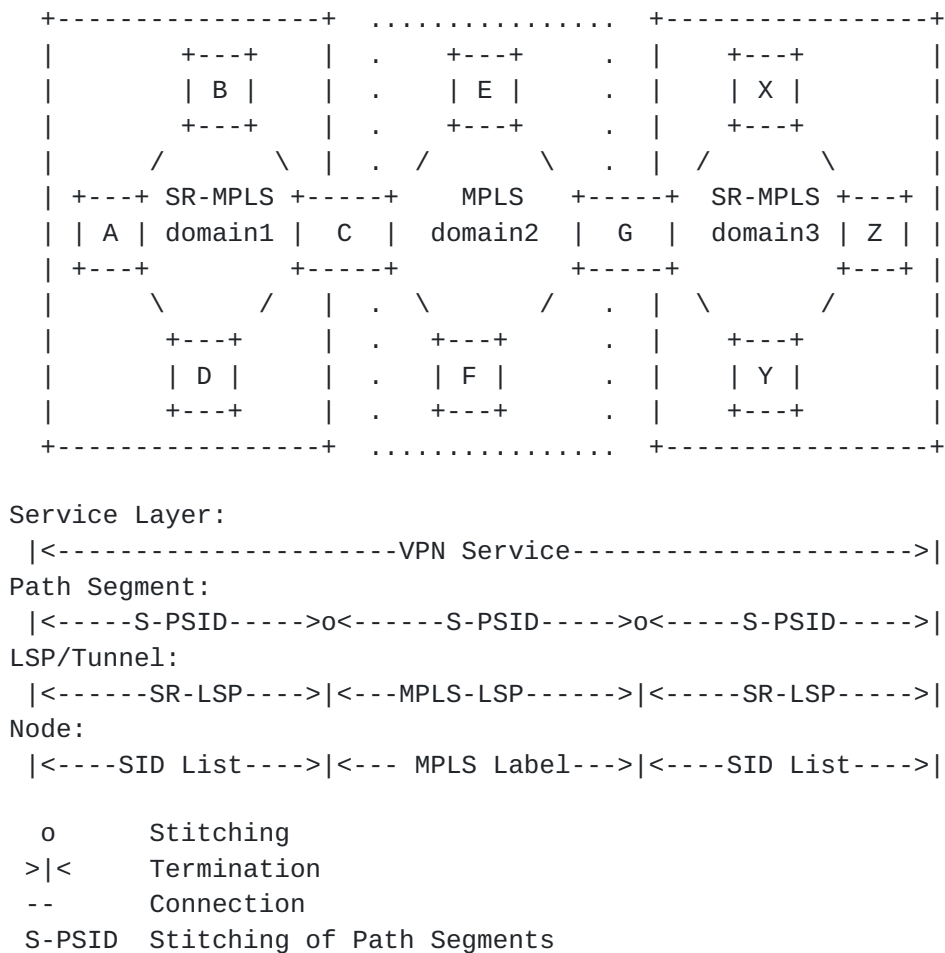 +-----------------+  ................  +------------------+
|        +---+    | .    +---+     .  |    +---+         |
|        | B |    | .    | E |     .  |    | X |         |
|        +---+    | .    +---+     .  |    +---+         |
|      /       \  | .  /       \   .  |  /       \       |
| +---+ SR-MPLS +-----+    MPLS    +-----+  SR-MPLS +---+ |
| | A | domain1 |  C  |  domain2  |  G  |  domain3 | Z | |
| +---+         +-----+           +-----+          +---+ |
|      \      /   | .  \       /   .  |  \       /       |
|       +---+     | .   +---+      .  |    +---+         |
|       | D |     | .   | F |      .  |    | Y |         |
|       +---+     | .   +---+      .  |    +---+         |
+-----------------+  ................  +------------------+
Service Layer:
|<----------------------VPN Service---------------------->|
Path Segment:
|<-----S-PSID----->o<------S-PSID----->o<-----S-PSID----->|
LSP/Tunnel:
|<------SR-LSP---->|<---MPLS-LSP------>|<-----SR-LSP----->|
Node:
|<----SID List---->|<--- MPLS Label--->|<----SID List---->|
o      Stitching
>|<      Termination
--      Connection
S-PSID  Stitching of Path Segments